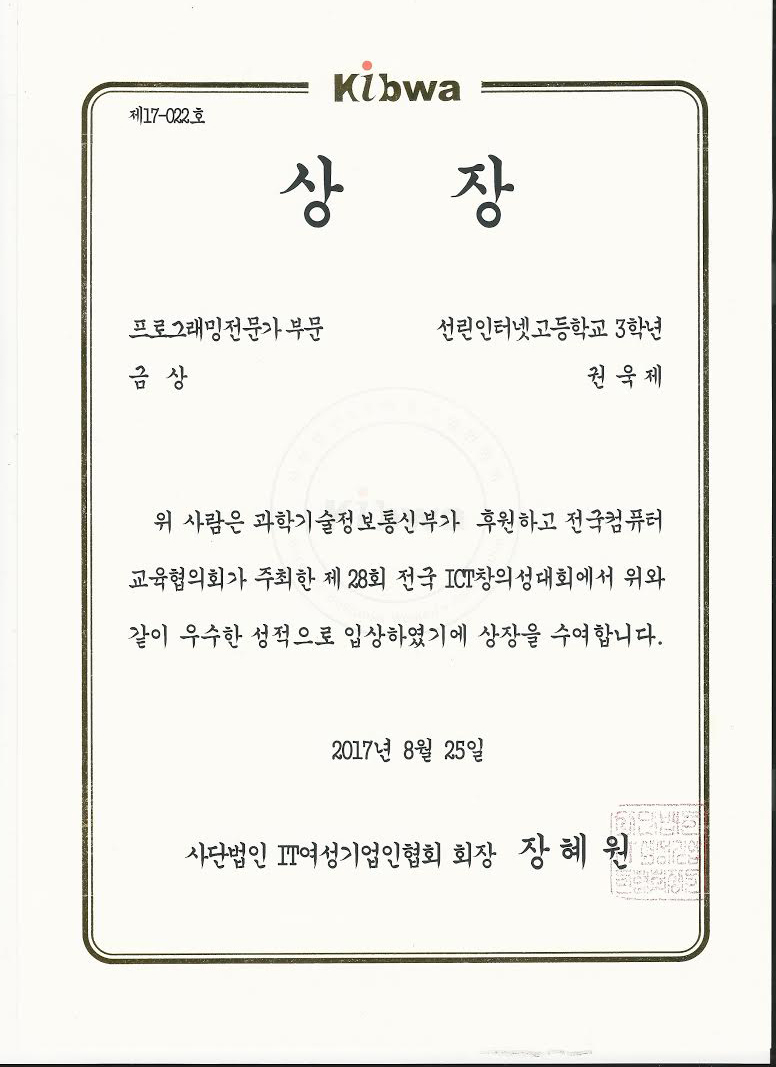 Kibwa
제17-022호
상 장
프로그래밍전문가 부문 선린인터넷고등학교 3학년
금 상 권 욱 제
위 사람은 과학기술정보통신부가 후원하고 전국컴퓨터
교육협의회가 주최한 제 28회 전국 ICT창의성대회에서 위와
같이 우수한 성적으로 입상하였기에 상장을 수여합니다.
2017년 8월 25일
사단법인 IT여성기업인협회 회장 장 혜 원